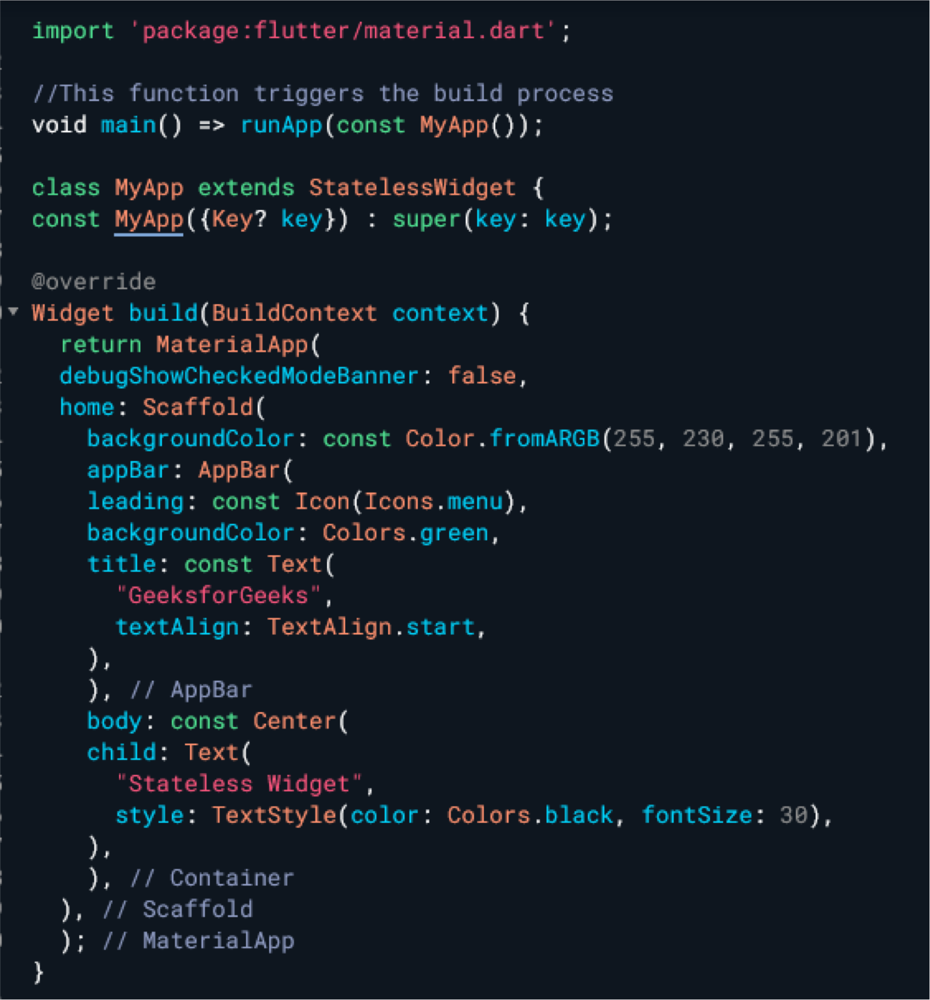 import 'package:flutter/material.dart';
//This function triggers the build process
void main() => runApp(const MyApp());
class MyApp extends StatelessWidget {
const MyApp({Key? key}) : super(key: key);
@override
Widget build(BuildContext context) {
return MaterialApp(
debugShowCheckedModeBanner: false,
home: Scaffold(
backgroundColor: const Color.fromARGB(255, 230, 255, 201),
appBar: AppBar(
leading: const Icon(Icons.menu),
backgroundColor: Colors.green,
title: const Text(
"GeeksforGeeks",
textAlign: TextAlign.start,
),
), // AppBar
body: const Center(
child: Text(
"Stateless Widget",
style: TextStyle(color: Colors.black, fontSize: 30),
),
), // Container
), // Scaffold
); // MaterialApp
}